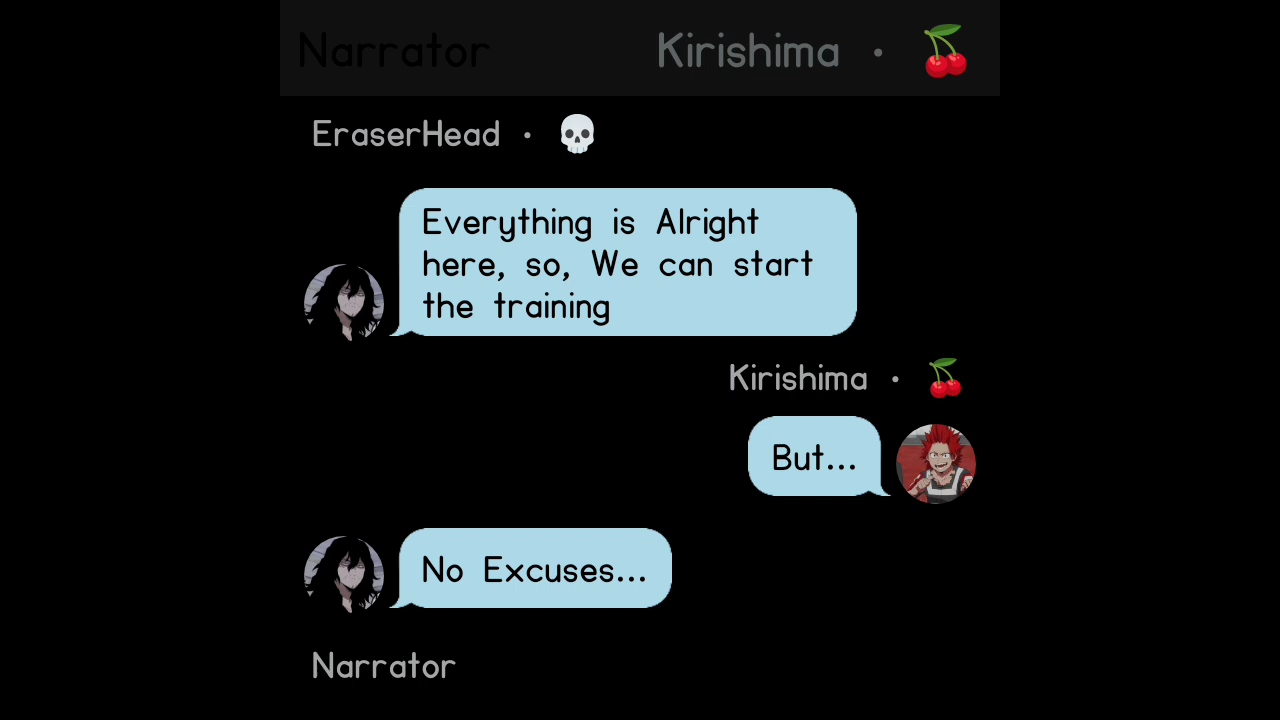 Narrator Kirishima · 🍒
EraserHead · 💀
Everything is Alright
here, so, We can start
the training
Kirishima · 🍒
But...
No Excuses...
Narrator